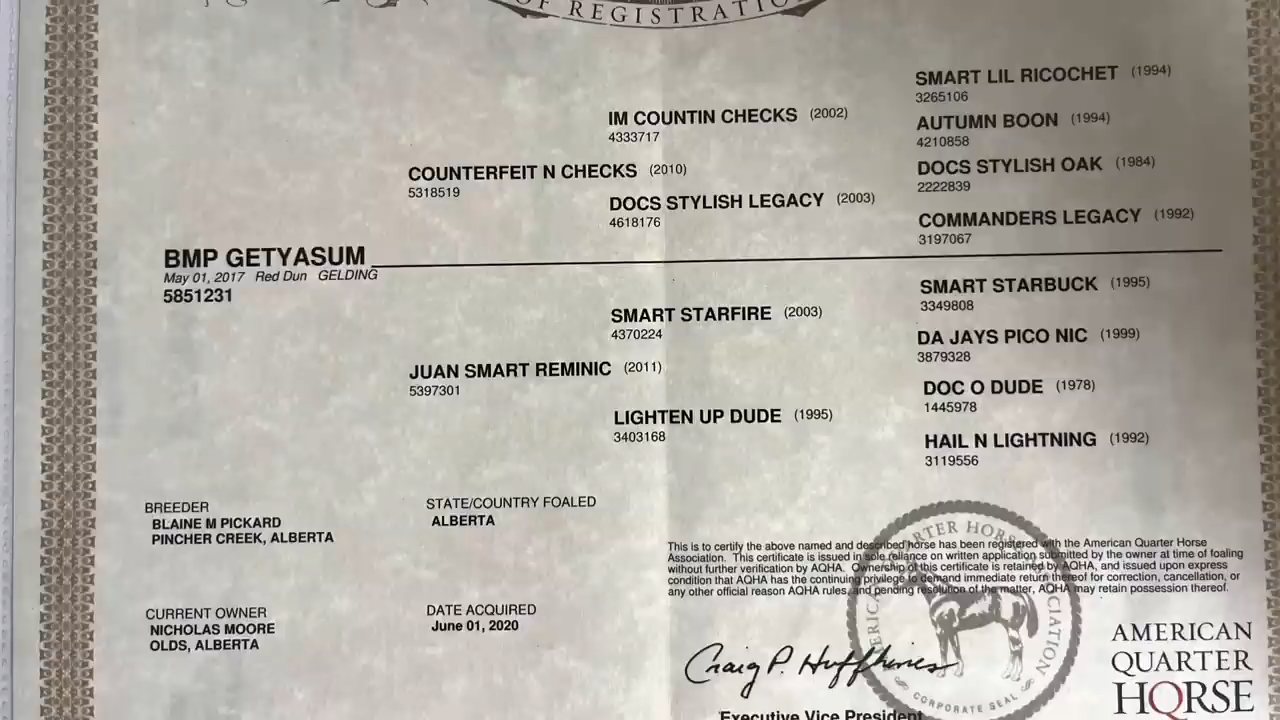 OF REGISTRATION
SMART LIL RICOCHET (1994)
3265106
IM COUNTIN CHECKS (2002)
4333717
AUTUMN BOON (1994)
4210858
COUNTERFEIT N CHECKS (2010)
5318519
DOCS STYLISH OAK (1984)
2222839
DOCS STYLISH LEGACY (2003)
4618176
COMMANDERS LEGACY (1992)
3197067
BMP GETYASUM
May 01, 2017 Red Dun GELDING
5851231
SMART STARBUCK (1995)
3349808
SMART STARFIRE (2003)
4370224
DA JAYS PICO NIC (1999)
3879328
JUAN SMART REMINIC (2011)
5397301
DOC O DUDE (1978)
1445978
LIGHTEN UP DUDE (1995)
3403168
HAIL N LIGHTNING (1992)
3119556
BREEDER
BLAINE M PICKARD
PINCHER CREEK, ALBERTA
STATE/COUNTRY FOALED
ALBERTA
This is to certify the above named and described horse has been registered with the American Quarter Horse
Association. This certificate is issued in sole reliance on written application submitted by the owner at time of foaling
without further verification by AQHA. Ownership of this certificate is retained by AQHA, and issued upon express
condition that AQHA has the continuing privilege to demand immediate return thereof for correction, cancellation, or
any other official reason AQHA rules, and pending resolution of the matter, AQHA may retain possession thereof.
CURRENT OWNER
NICHOLAS MOORE
OLDS, ALBERTA
DATE ACQUIRED
June 01, 2020
Craig P. Huffhines
Executive Vice President
CORPORATE SEAL
AMERICAN
QUARTER
HORSE